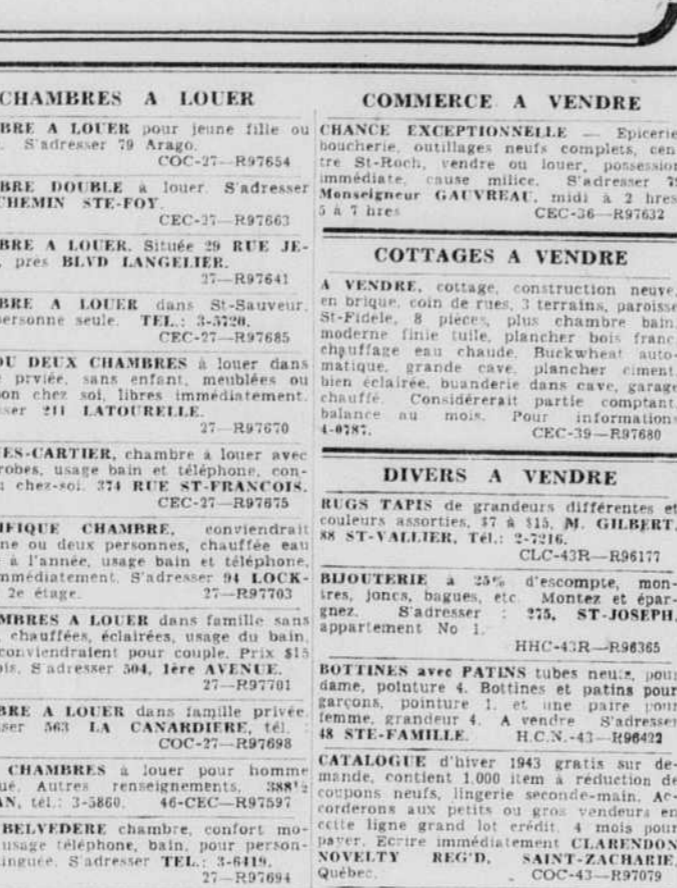 CHAMBRES A LOUER
BRE A LOUER pour jeune fille ou
S'adresser 79 Arago.
COC-27—R97654
BRE DOUBLE à louer. S'adresser
CHEMIN STE-FOY.
CEC-27—R97663
BRE A LOUER. Située 29 RUE JE-
, près BLVD LANGELIER.
27—R97641
BRE A LOUER dans St-Sauveur.
personne seule. TEL.: 3-5720.
CEC-27—R97685
OU DEUX CHAMBRES à louer dans
prviée, sans enfant, meublées ou
on chez soi, libres immédiatement.
ser 211 LATOURELLE.
27—R97670
ES-CARTIER, chambre à louer avec
robes, usage bain et téléphone, con-
chez-soi. 374 RUE ST-FRANCOIS.
CEC-27—R97675
IFIQUE CHAMBRE, conviendrait
ne ou deux personnes, chauffée eau
à l'année, usage bain et téléphone,
mmédiatement. S'adresser 94 LOCK-
2e étage. 27—R97703
MBRES A LOUER dans famille sans
chauffées, éclairées, usage du bain,
conviendraient pour couple. Prix $15
ois. S'adresser 504, 1ère AVENUE.
27—R97701
BRE A LOUER dans famille privée.
ser 563 LA CANARDIERE, tél.
COC-27—R97698
CHAMBRES à louer pour homme
ué. Autres renseignements, 388½
AN, tél.: 3-5860. 46-CEC—R97597
BELVEDERE chambre, confort mo-
usage téléphone, bain, pour person-
inguée. S'adresser TEL.: 3-6419.
27—R97694
COMMERCE A VENDRE
CHANCE EXCEPTIONNELLE — Epicerie
boucherie, outillages neufs complets, cen
tre St-Roch, vendre ou louer, possession
immédiate, cause milice. S'adresser 79
Monseigneur GAUVREAU, midi à 2 hres
5 à 7 hres CEC-36—R97632
COTTAGES A VENDRE
A VENDRE, cottage, construction neuve,
en brique, coin de rues, 3 terrains, paroisse
St-Fidèle, 8 pièces, plus chambre bain,
moderne finie tuile, plancher bois franc,
chauffage eau chaude. Buckwheat auto-
matique, grande cave, plancher ciment,
bien éclairée, buanderie dans cave, garage
chauffé. Considérerait partie comptant,
balance au mois. Pour informations
4-0787. CEC-39—R97680
DIVERS A VENDRE
RUGS TAPIS de grandeurs différentes et
couleurs assorties, $7 à $15, M. GILBERT,
88 ST-VALLIER, Tél.: 2-7216.
CLC-43R—R96177
BIJOUTERIE à 25% d'escompte, mon-
tres, joncs, bagues, etc. Montez et épar-
gnez. S'adresser : 275, ST-JOSEPH,
appartement No 1.
HHC-43R—R96365
BOTTINES avec PATINS tubes neufs, pour
dame, pointure 4. Bottines et patins pour
garçons, pointure 1. et une paire pour
femme, grandeur 4. A vendre S'adresser
48 STE-FAMILLE. H.C.N.-43—R96422
CATALOGUE d'hiver 1943 gratis sur de-
mande, contient 1,000 item à réduction de
coupons neufs, lingerie seconde-main. Ac-
corderons aux petits ou gros vendeurs en
cette ligne grand lot crédit, 4 mois pour
payer. Ecrire immédiatement CLARENDON
NOVELTY REG'D, SAINT-ZACHARIE,
Québec. COC-43—R97079